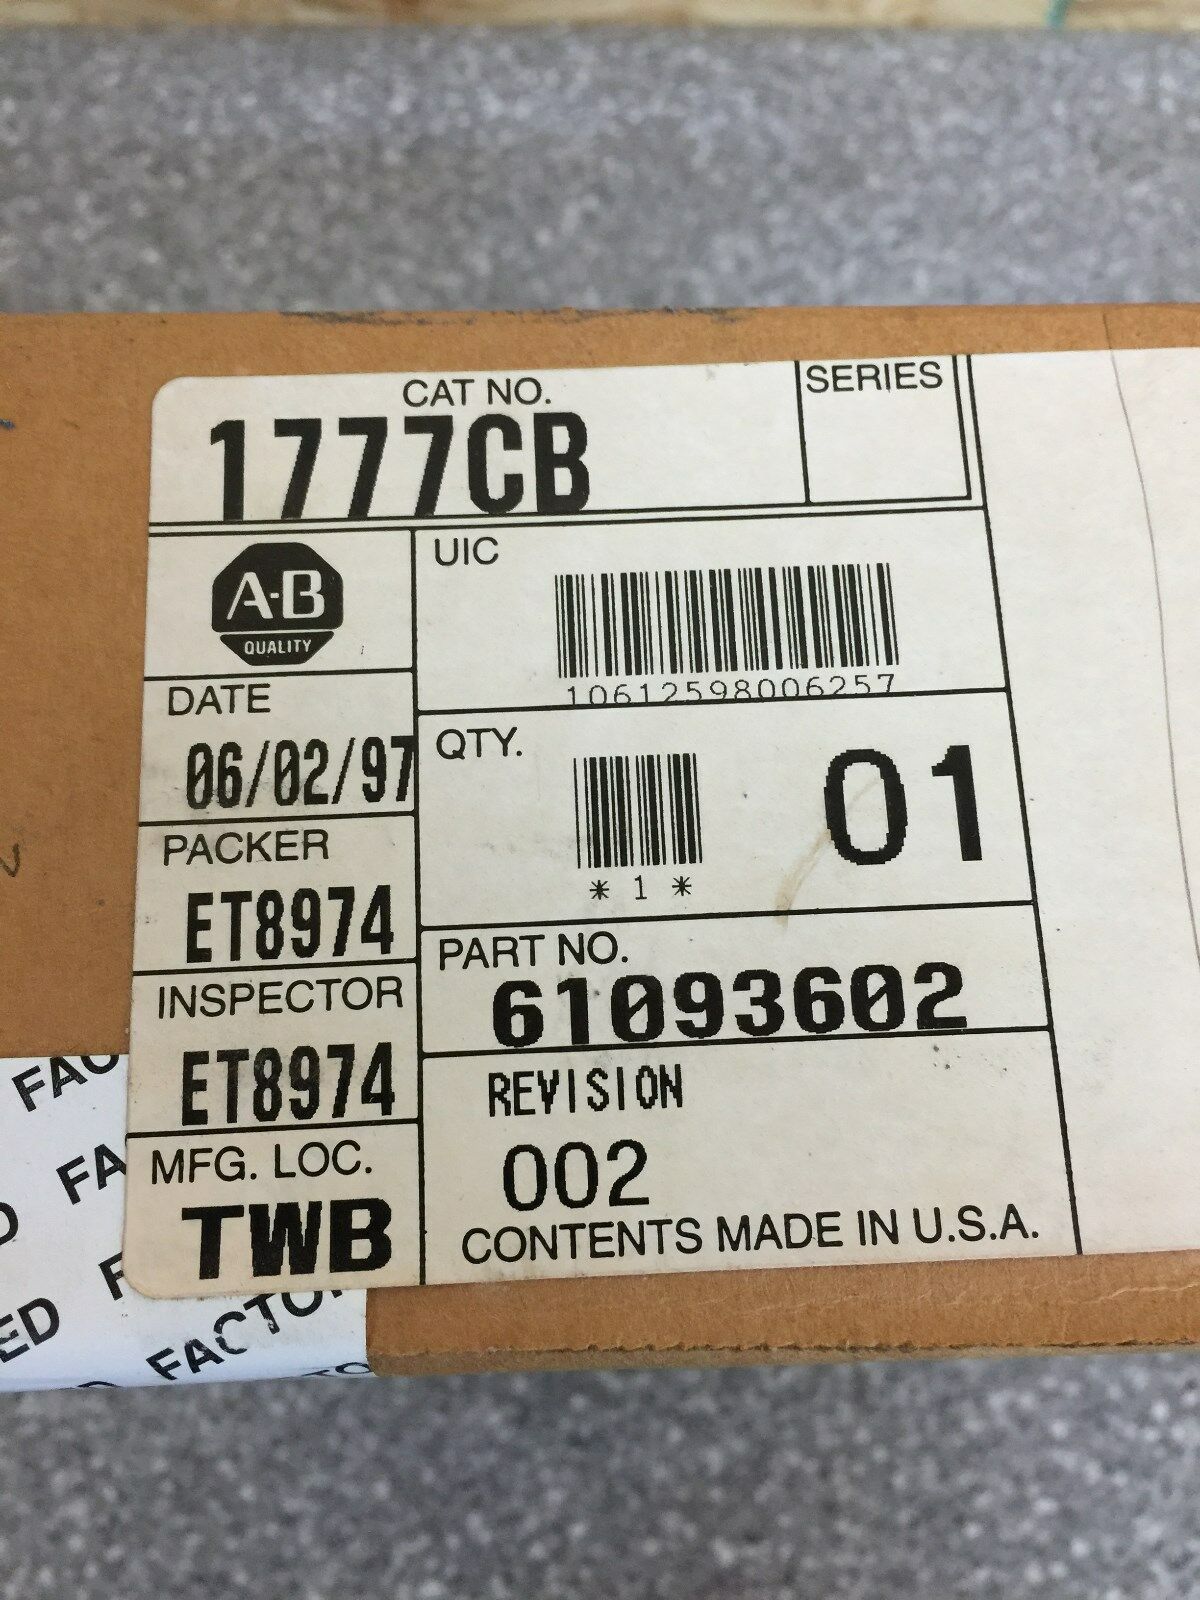 CAT NO.
1777CB
SERIES
A-B
QUALITY
UIC
10612598006257
DATE
06/02/97
QTY.
* 1 *
01
PACKER
ET8974
PART NO.
61093602
INSPECTOR
ET8974
REVISION
002
MFG. LOC.
TWB
CONTENTS MADE IN U.S.A.